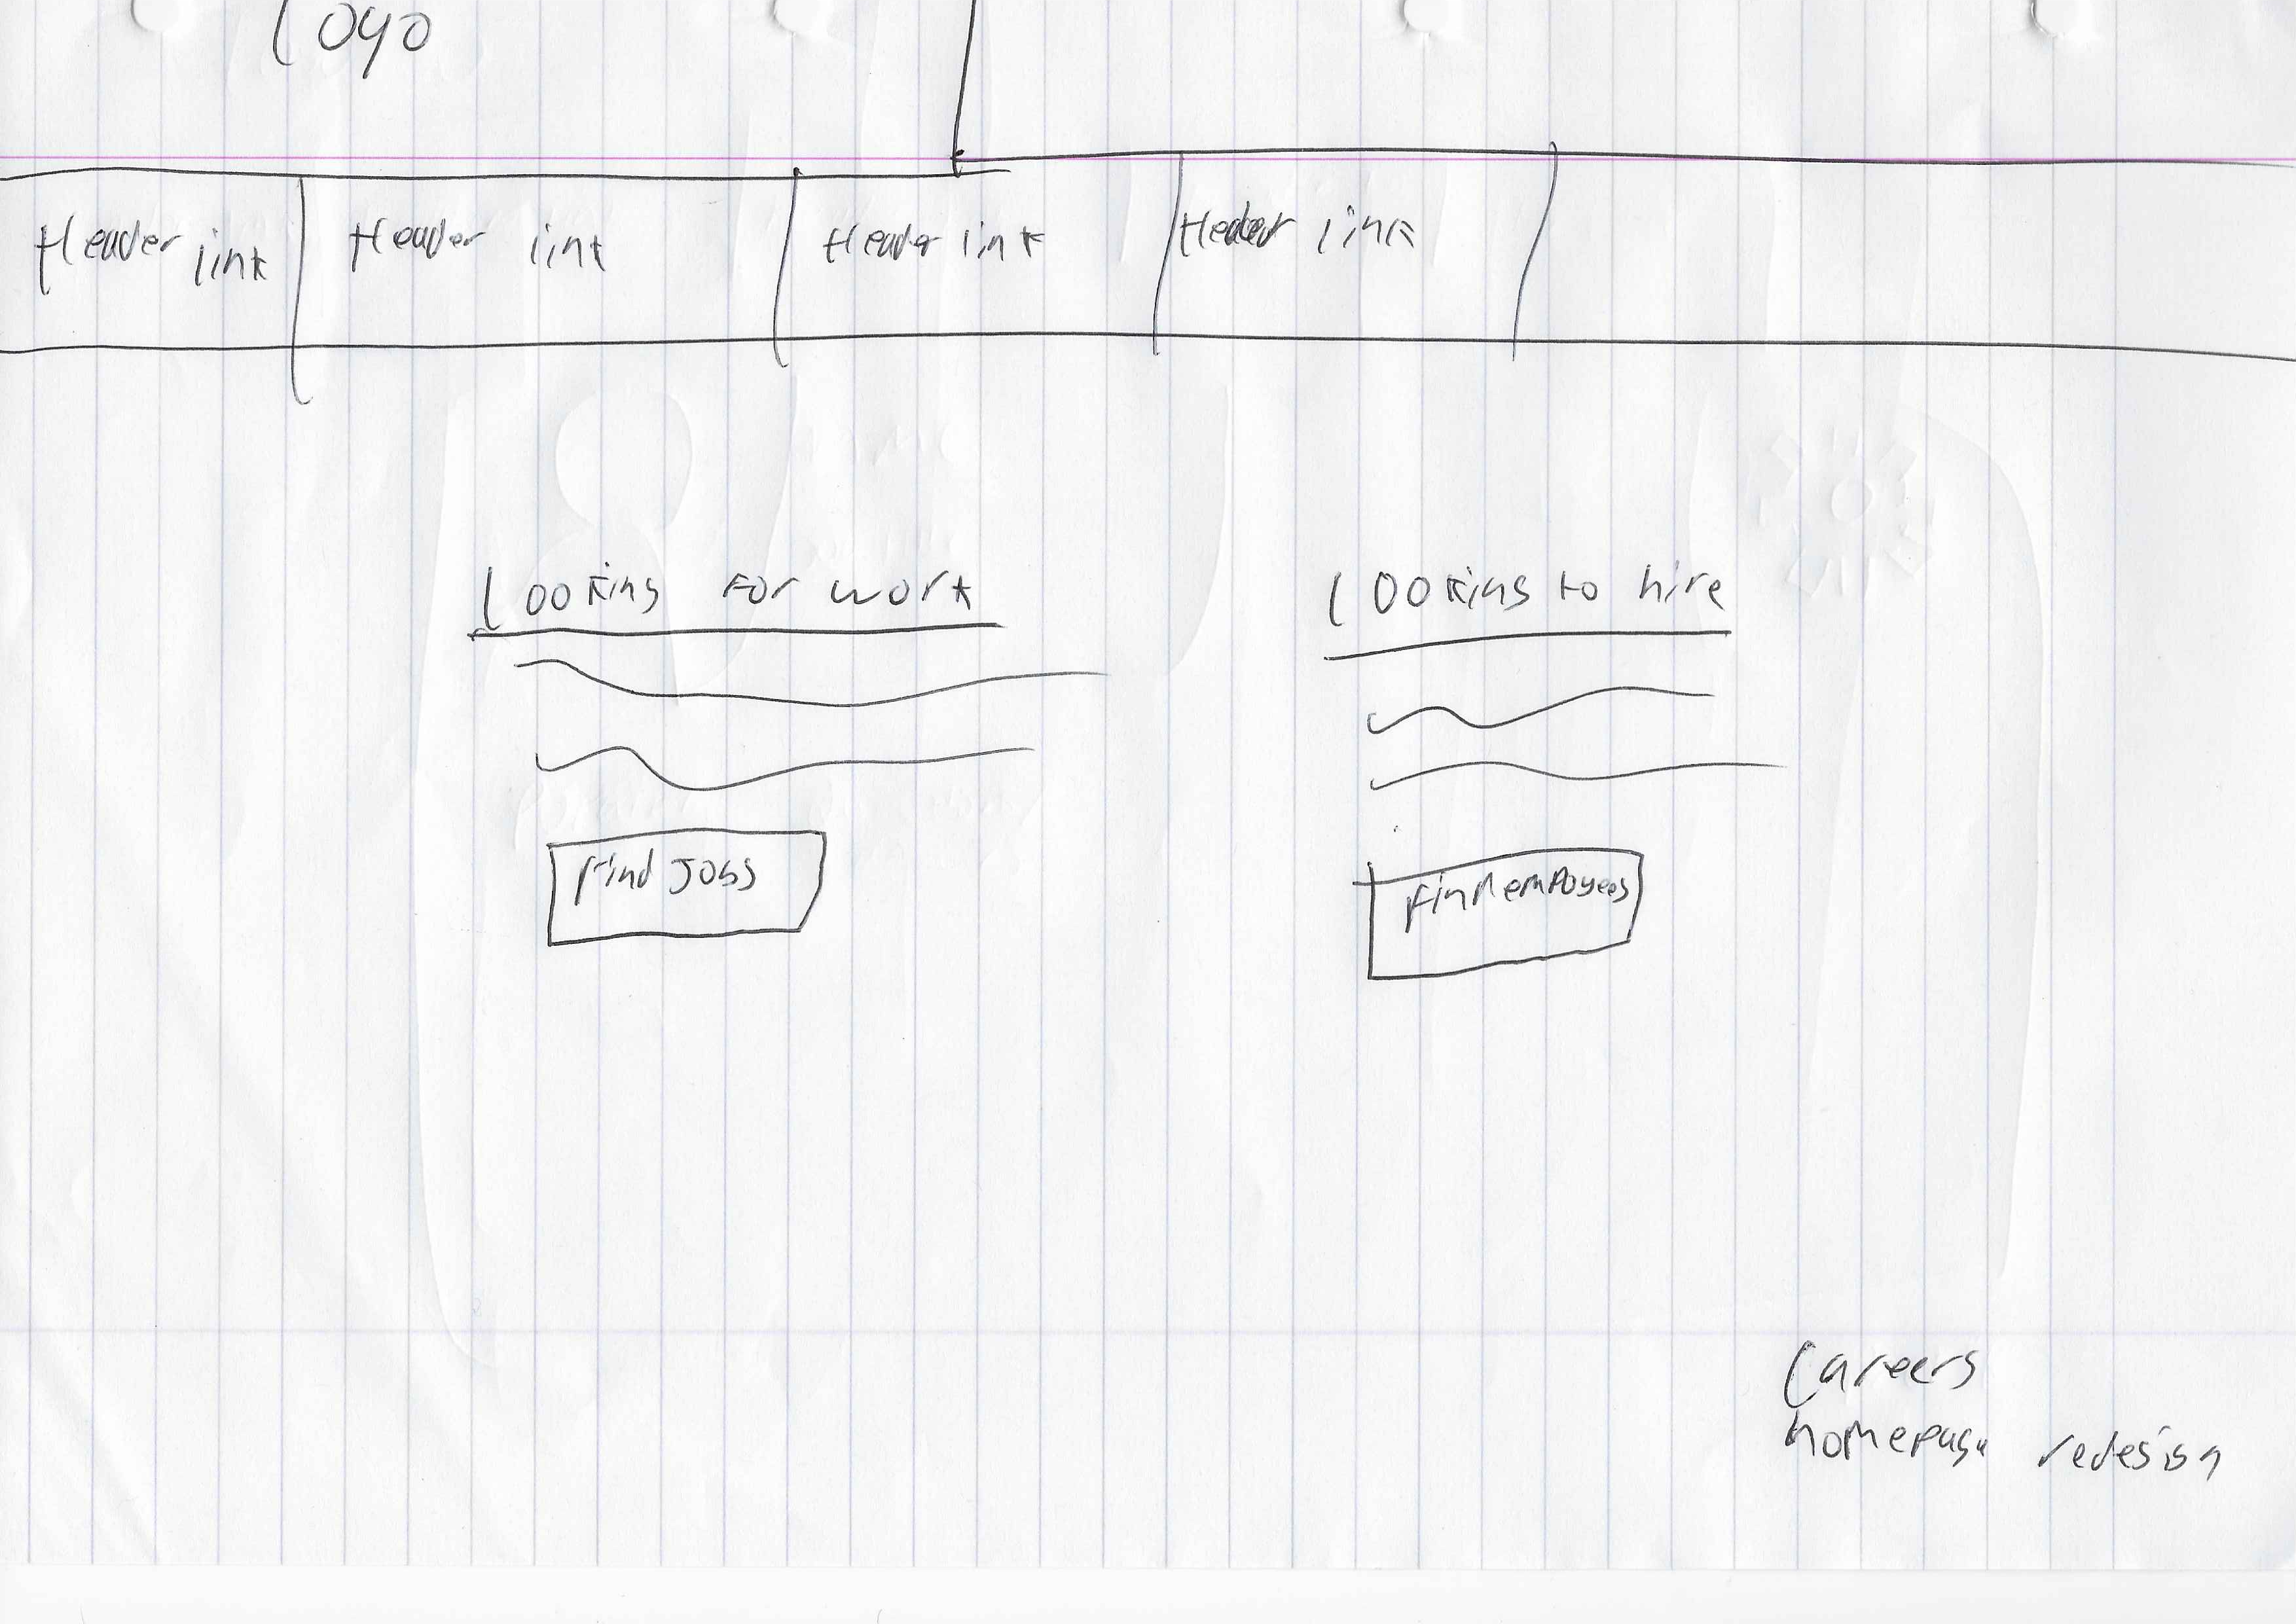 Logo
Header link Header link Header link Header link
Looking for work Looking to hire
Find Jobs Find empoyees
Careers
homepage redesign